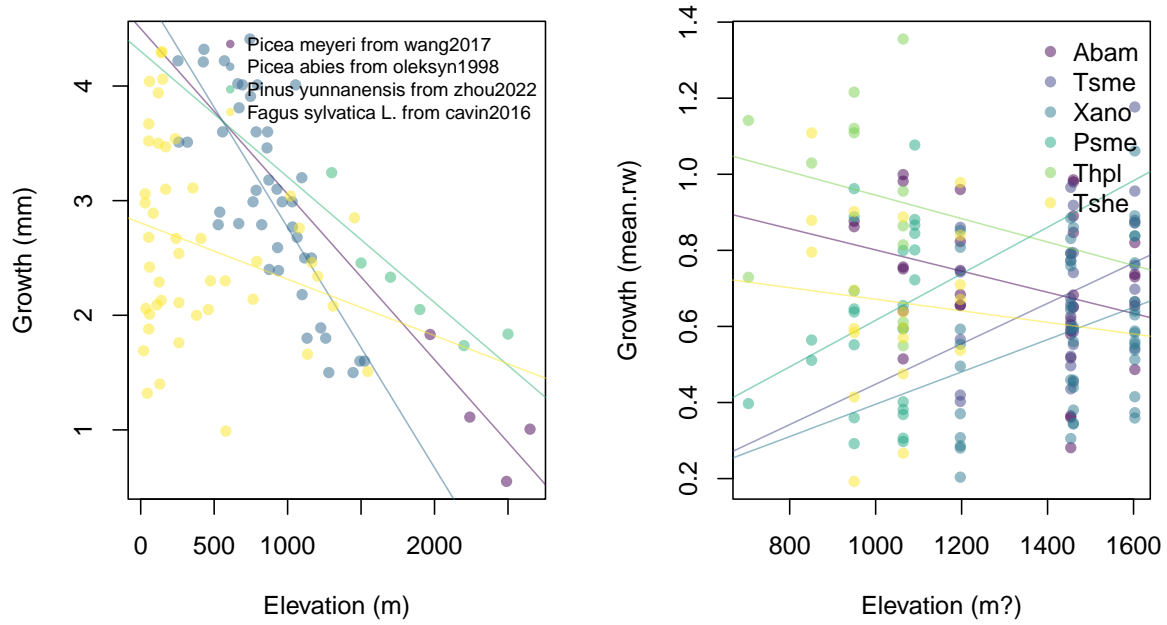 Picea meyeri from wang2017
Picea abies from oleksyn1998
Pinus yunnanensis from zhou2022
Fagus sylvatica L. from cavin2016
4
3
2
1
Growth (mm)
0
500
1000
2000
Elevation (m)
Abam
Tsme
Xano
Psme
Thpl
Tshe
1.4
1.2
1.0
0.8
0.6
0.4
0.2
Growth (mean.rw)
800
1000
1200
1400
1600
Elevation (m?)